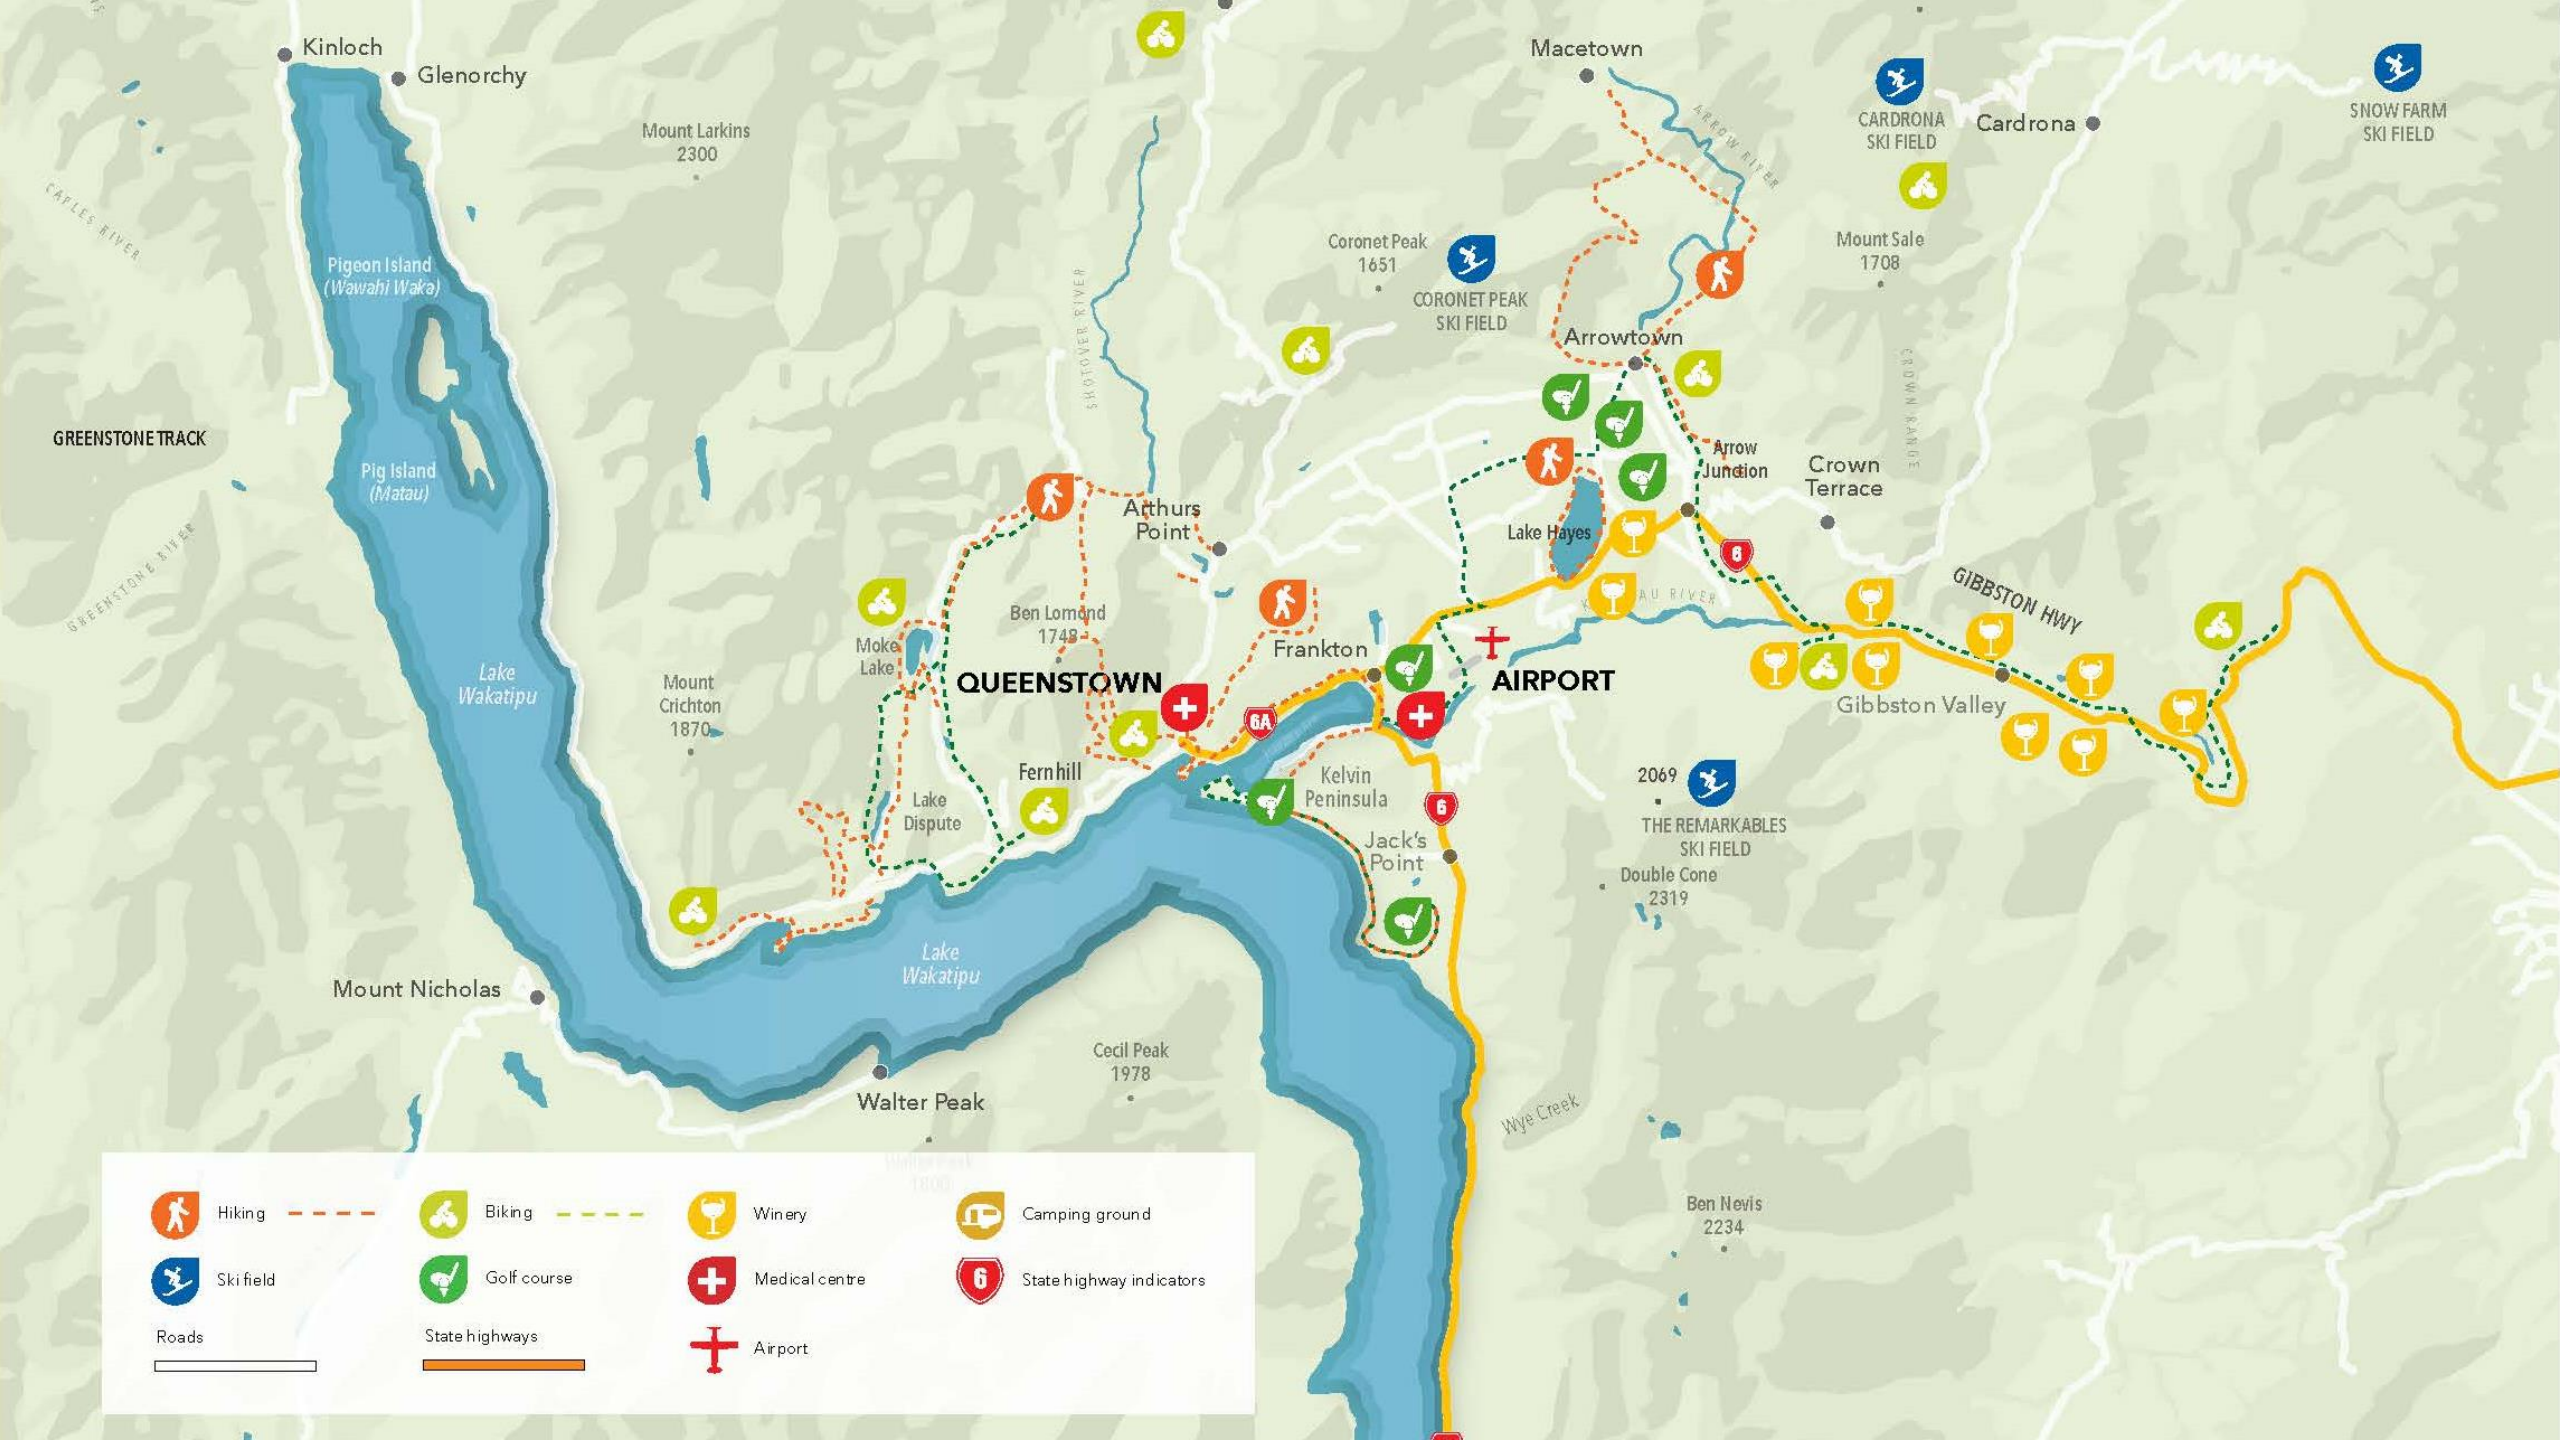 Kinloch
Glenorchy
Macetown
CARDRONA
SKI FIELD
Cardrona
SNOW FARM
SKI FIELD
Mount Larkins
2300
ARROW RIVER
CAPLES RIVER
Pigeon Island
(Wawahi Waka)
Coronet Peak
1651
CORONET PEAK
SKI FIELD
Mount Sale
1708
SHOTOVER RIVER
Arrowtown
CROWN RANGE
GREENSTONE TRACK
Pig Island
(Matau)
Arrow
Junction
Crown
Terrace
Arthurs
Point
Lake Hayes
6
GREENSTONE RIVER
GIBBSTON HWY
AU RIVER
Ben Lomond
1748
Moke
Lake
Frankton
QUEENSTOWN
AIRPORT
Lake
Wakatipu
Mount
Crichton
1870
6A
Gibbston Valley
Fernhill
Kelvin
Peninsula
2069
THE REMARKABLES
SKI FIELD
6
Lake
Dispute
Jack's
Point
Double Cone
2319
Lake
Wakatipu
Mount Nicholas
Cecil Peak
1978
Walter Peak
Wye Creek
Ben Nevis
2234
Hiking
Biking
Winery
Camping ground
Ski field
Golf course
Medical centre
6
State highway indicators
Roads
State highways
Airport